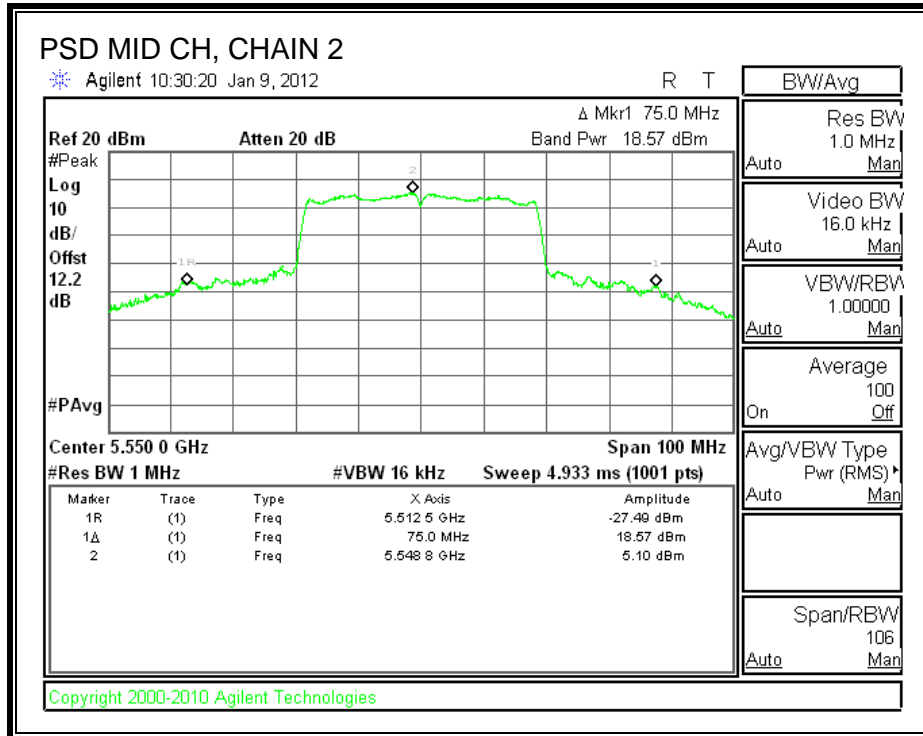 PSD MID CH, CHAIN 2
Agilent 10:30:20 Jan 9, 2012
R T
Δ Mkr1 75.0 MHz
Ref 20 dBm Atten 20 dB Band Pwr 18.57 dBm
#Peak
Log
10
dB/
Offst
12.2
dB
#PAvg
2
1R
1
Center 5.550 0 GHz Span 100 MHz
#Res BW 1 MHz #VBW 16 kHz Sweep 4.933 ms (1001 pts)
Marker Trace Type X Axis Amplitude
1R (1) Freq 5.512 5 GHz -27.49 dBm
1Δ (1) Freq 75.0 MHz 18.57 dBm
2 (1) Freq 5.548 8 GHz 5.10 dBm
Copyright 2000-2010 Agilent Technologies
BW/Avg
Res BW
1.0 MHz
Auto Man
Video BW
16.0 kHz
Auto Man
VBW/RBW
1.00000
Auto Man
Average
100
On Off
Avg/VBW Type
Pwr (RMS)
Auto Man
Span/RBW
106
Auto Man